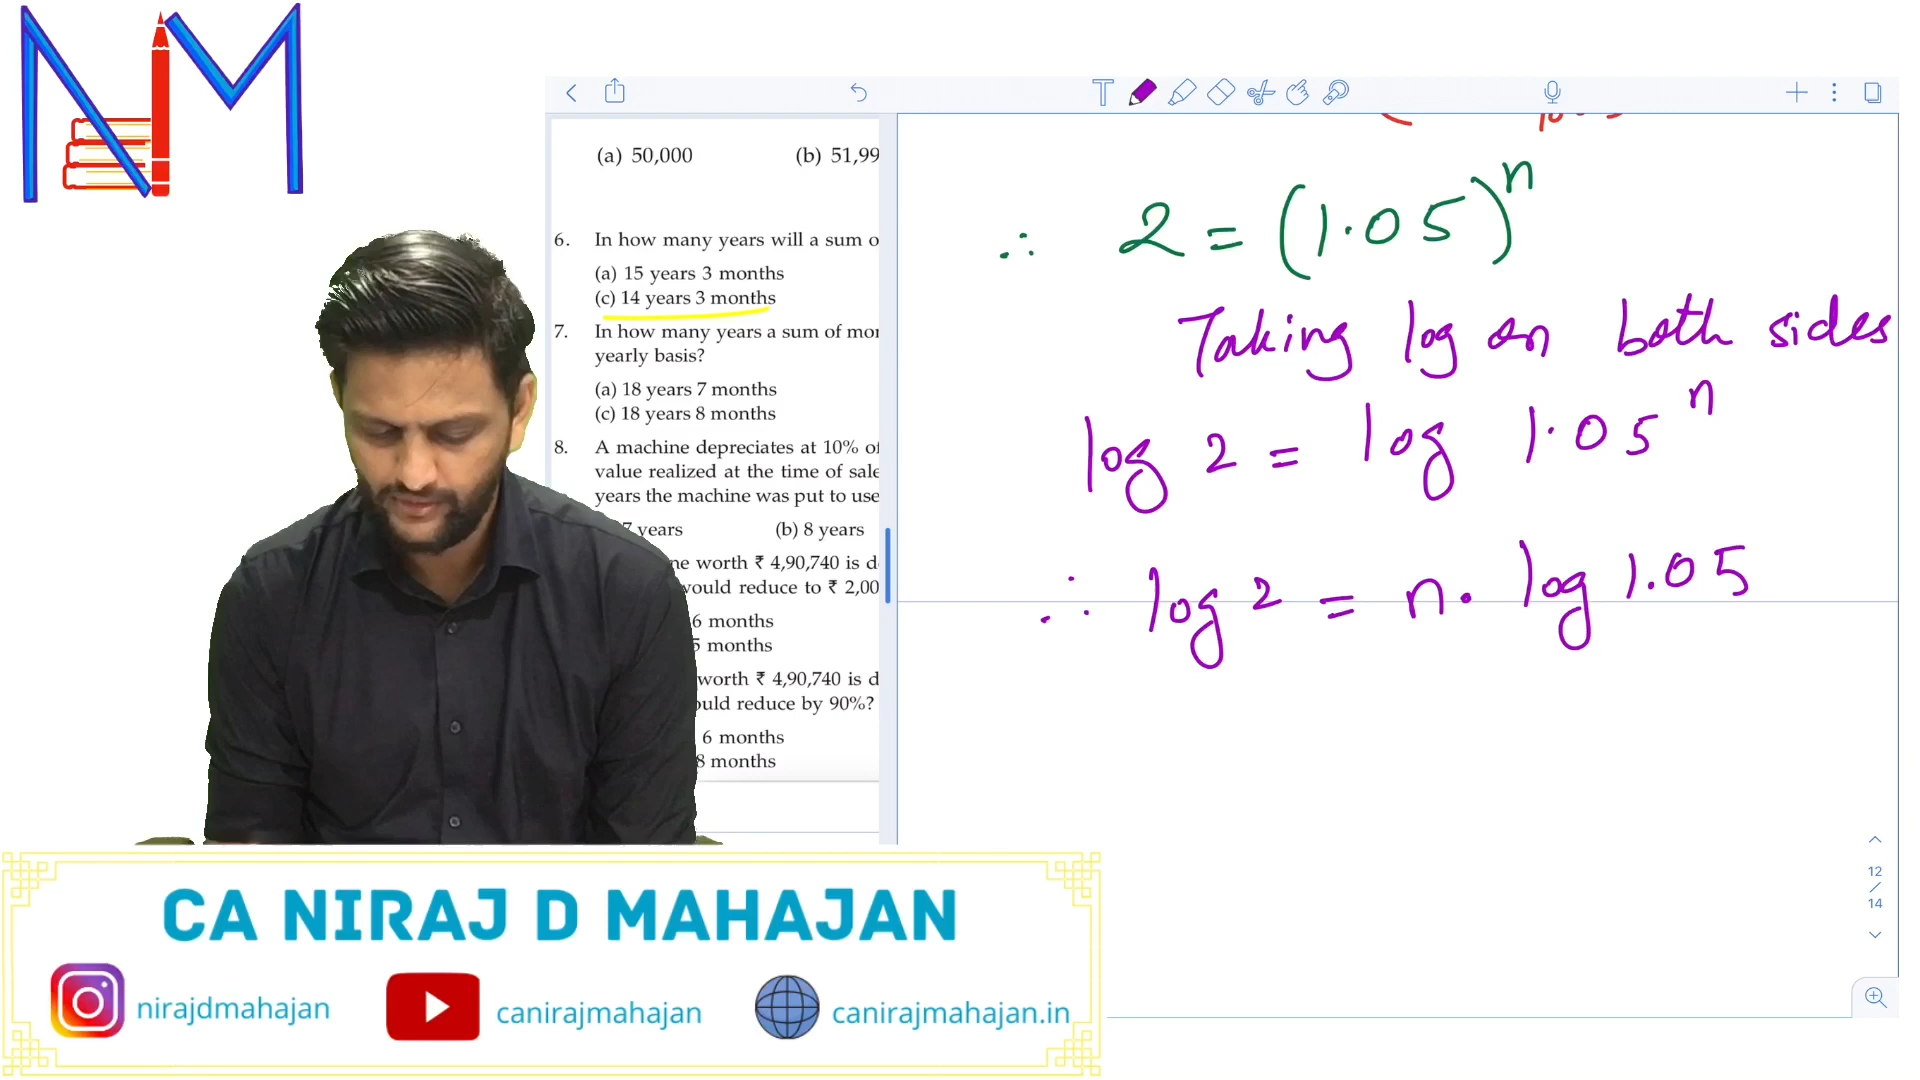 NM
(a) 50,000 (b) 51,99
6. In how many years will a sum o
(a) 15 years 3 months
(c) 14 years 3 months
7. In how many years a sum of mor
yearly basis?
(a) 18 years 7 months
(c) 18 years 8 months
8. A machine depreciates at 10% of
value realized at the time of sale
years the machine was put to use
7 years (b) 8 years
ne worth ₹ 4,90,740 is d
would reduce to ₹ 2,00
6 months
5 months
worth ₹ 4,90,740 is d
ould reduce by 90%?
6 months
8 months
∴ 2 = (1.05)^n
Taking log on both sides
log 2 = log 1.05^n
∴ log 2 = n. log 1.05
12
/
14
CA NIRAJ D MAHAJAN
nirajdmahajan canirajmahajan canirajmahajan.in